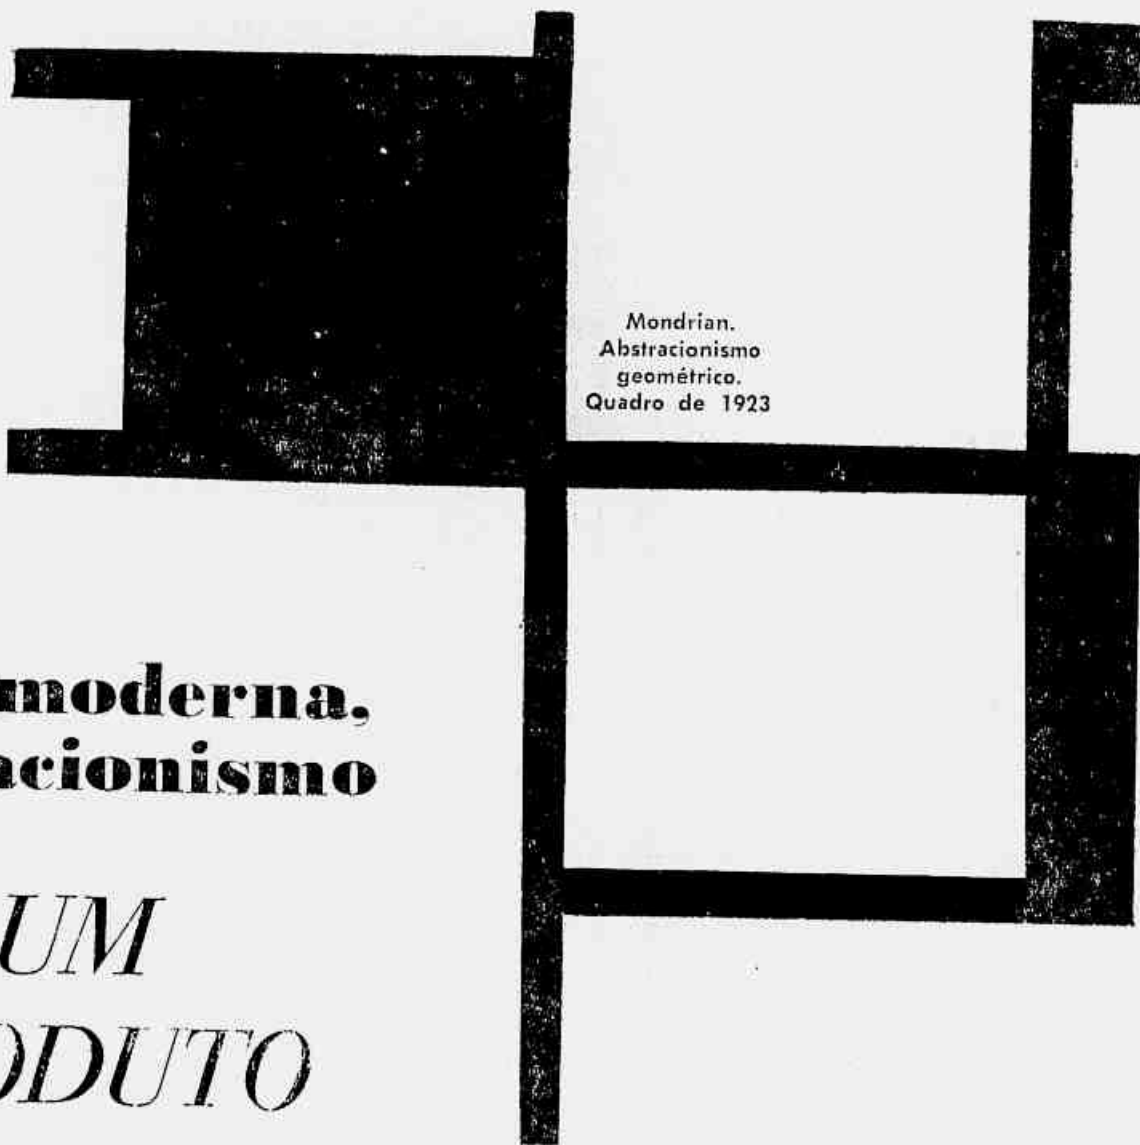 Mondrian.
Abstracionismo
geométrico.
Quadro de 1923
moderna,
acionismo
UM
ODUTO